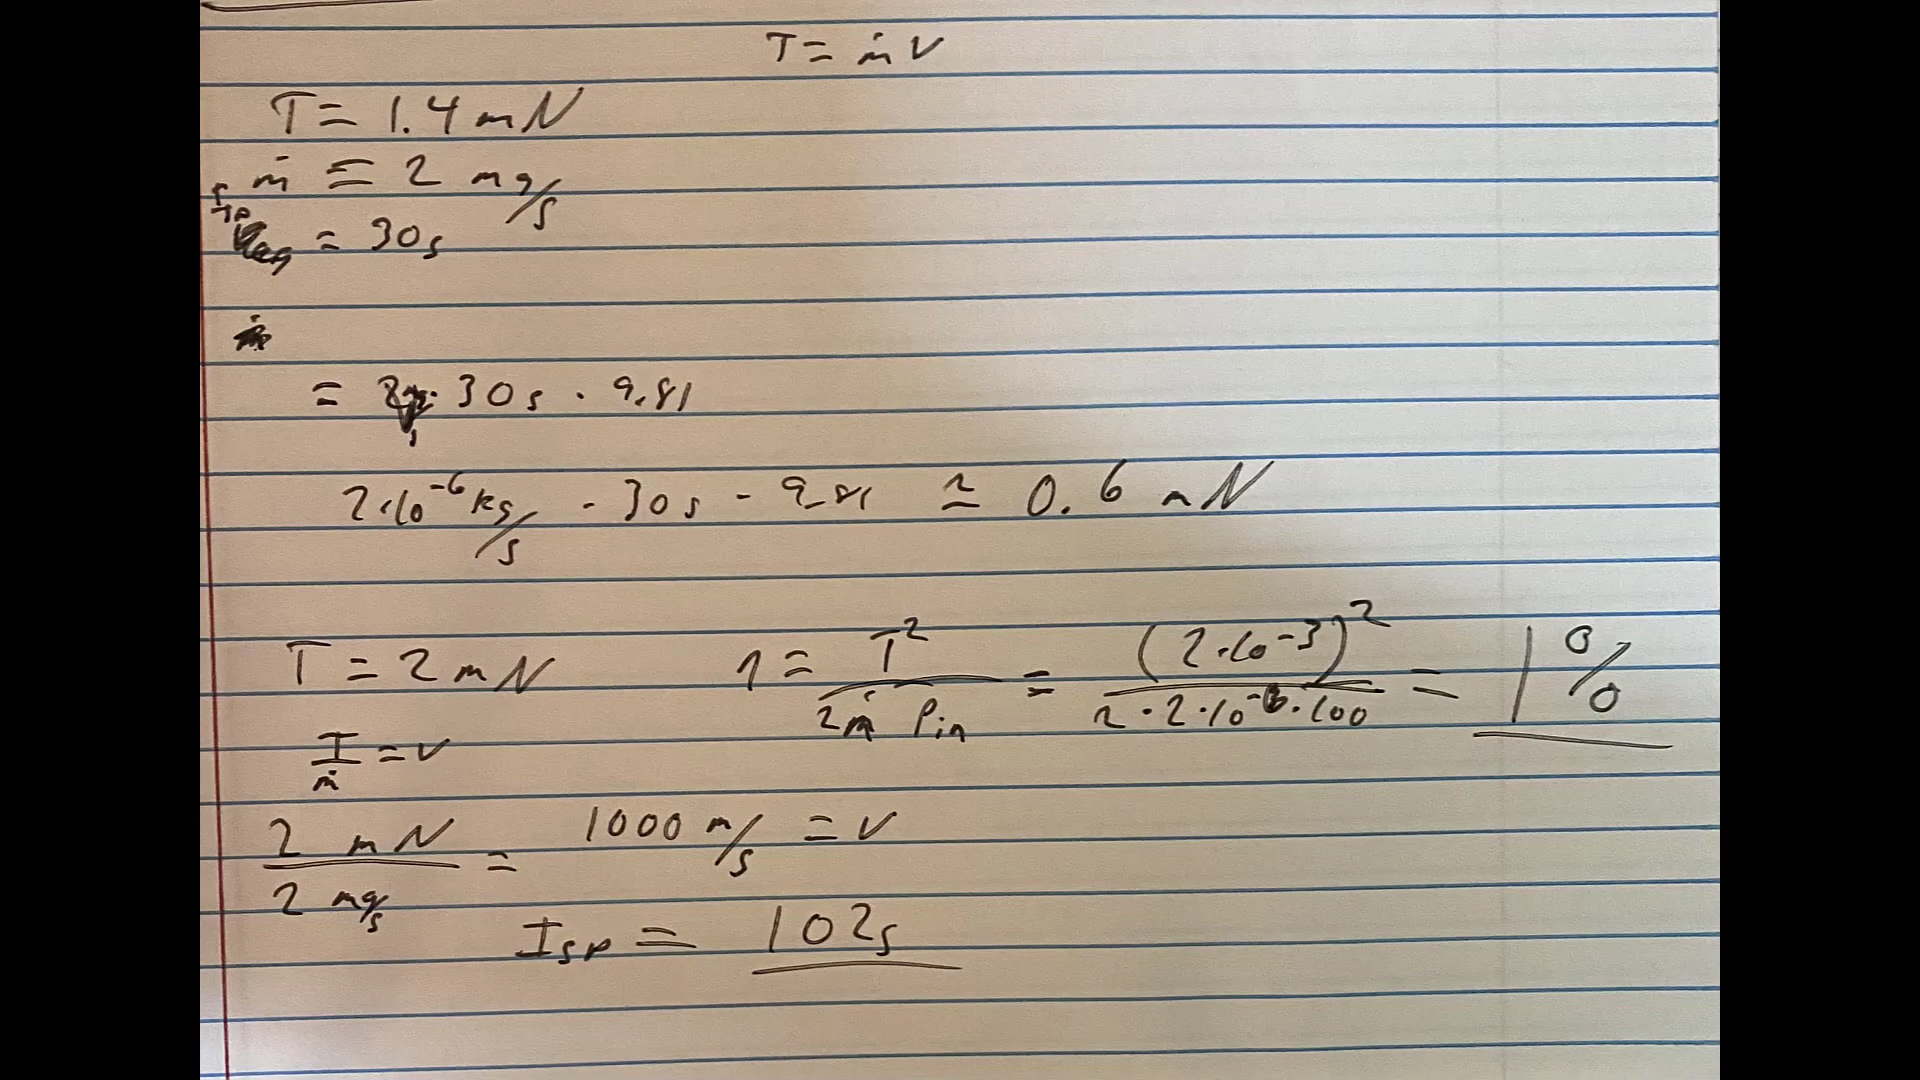 T = ṁ V
T = 1.4 mN
ṁ = 2 mg/s
Isp = 30s
= 30s · 9.81
2·10⁻⁶ kg/s · 30s · 9.81 ≃ 0.6 mN
T = 2 mN η = T² / 2ṁ Pin = (2·10⁻³)² / 2·2·10⁻⁶·100 = 1%
T/ṁ = v
2 mN / 2 mg/s = 1000 m/s = v
Isp = 102s